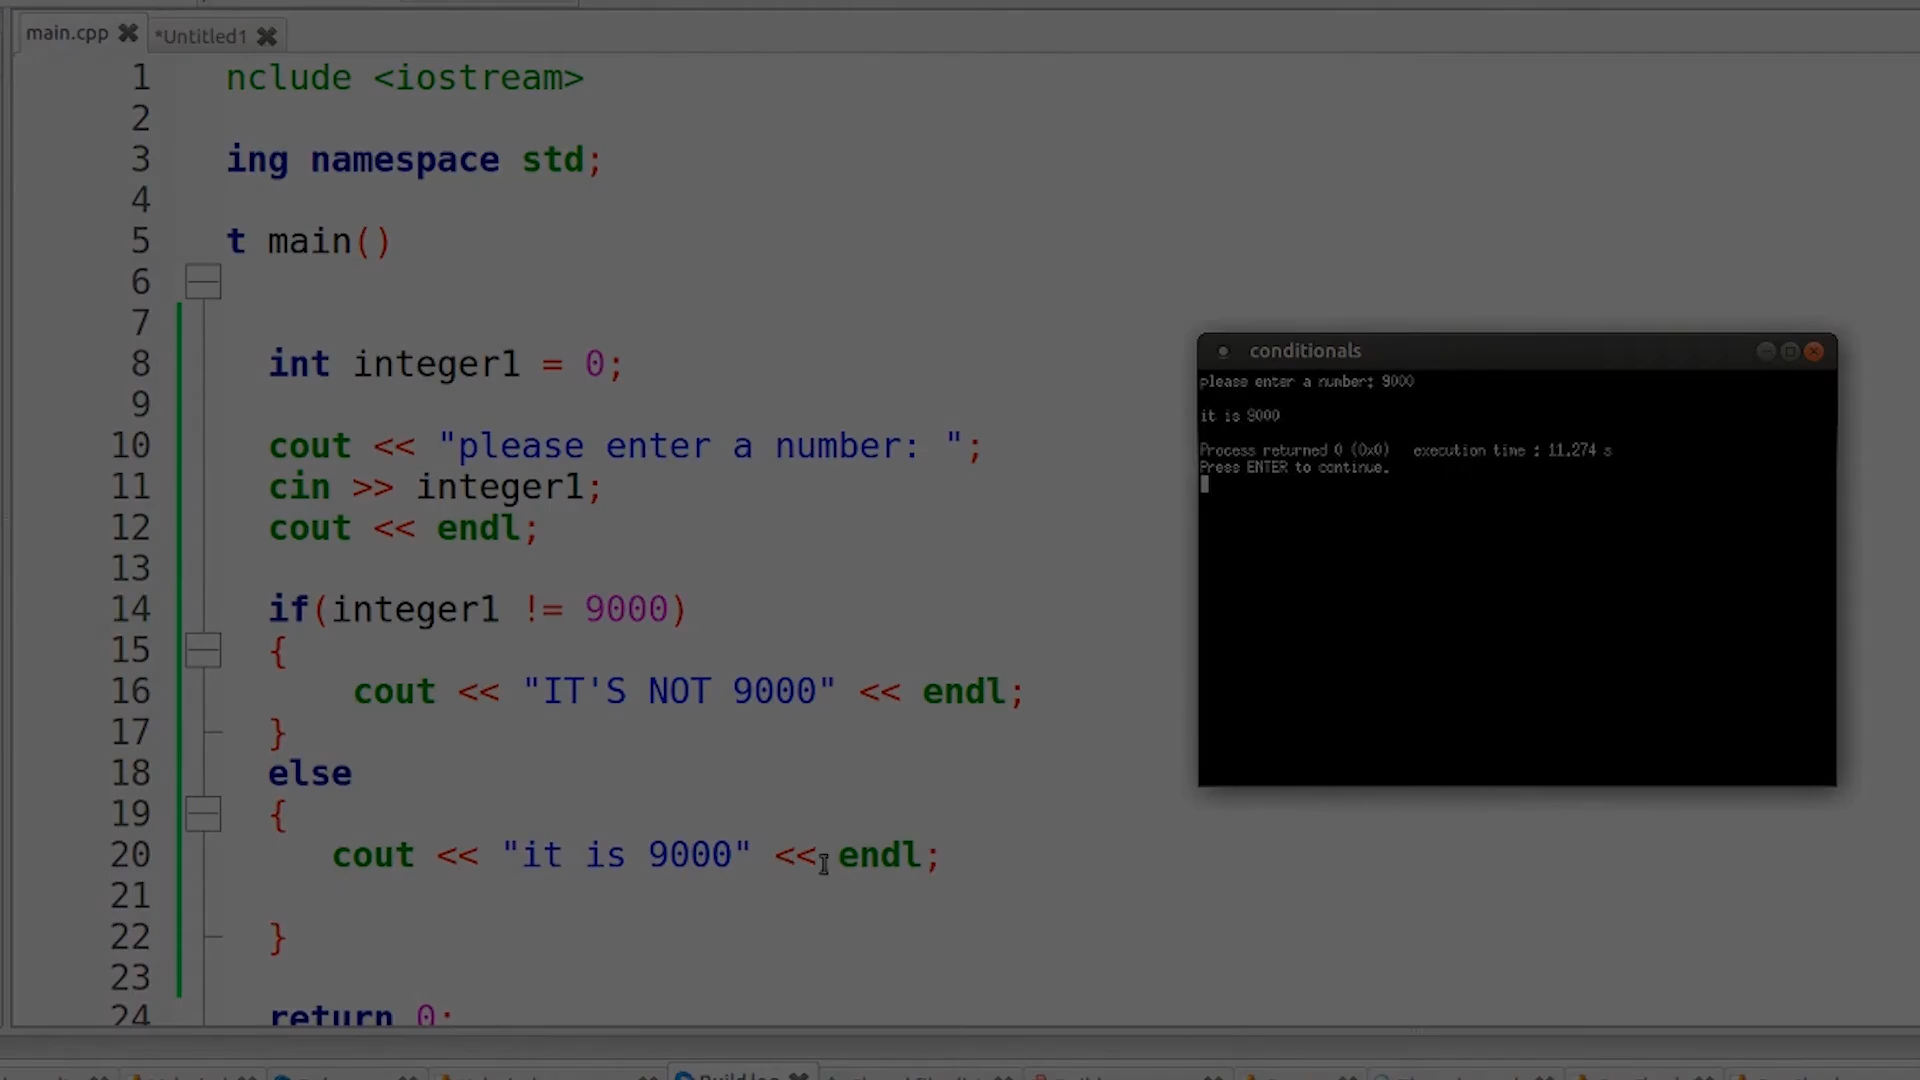 main.cpp *Untitled1
1 nclude <iostream>
2
3 ing namespace std;
4
5 t main()
6
7
8 int integer1 = 0;
9
10 cout << "please enter a number: ";
11 cin >> integer1;
12 cout << endl;
13
14 if(integer1 != 9000)
15 {
16 cout << "IT'S NOT 9000" << endl;
17 }
18 else
19 {
20 cout << "it is 9000" << endl;
21
22 }
23
24 return 0;
conditionals
please enter a number: 9000
it is 9000
Process returned 0 (0x0) execution time : 11.274 s
Press ENTER to continue.
Build log